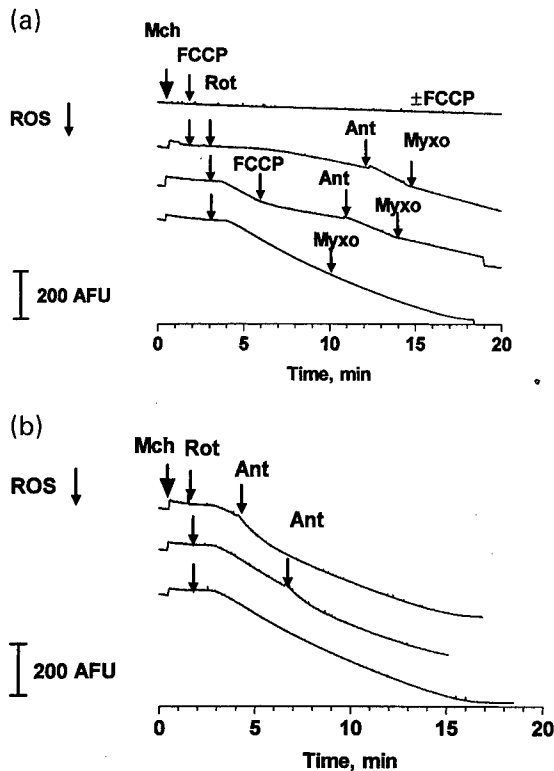 (a)
Mch
FCCP
Rot
±FCCP
ROS
Ant
Myxo
FCCP
Ant
Myxo
Myxo
200 AFU
0 5 10 15 20
Time, min
(b)
Mch Rot
Ant
ROS
Ant
200 AFU
0 5 10 15 20
Time, min